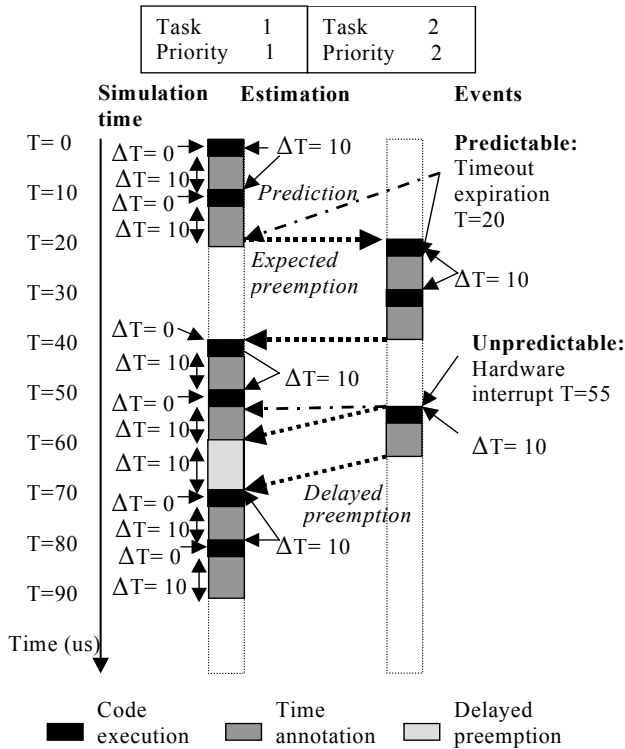 Task 1 Task 2
Priority 1 Priority 2
Simulation time Estimation Events
T= 0
T=10
T=20
T=30
T=40
T=50
T=60
T=70
T=80
T=90
Time (us)
ΔT= 0
ΔT= 10
ΔT= 0
ΔT= 10
ΔT= 0
ΔT= 10
ΔT= 0
ΔT= 10
ΔT= 10
ΔT= 0
ΔT= 10
ΔT= 0
ΔT= 10
ΔT= 10
Prediction
Expected
preemption
ΔT= 10
Delayed
preemption
ΔT= 10
Predictable:
Timeout
expiration
T=20
ΔT= 10
Unpredictable:
Hardware
interrupt T=55
ΔT= 10
Code
execution
Time
annotation
Delayed
preemption